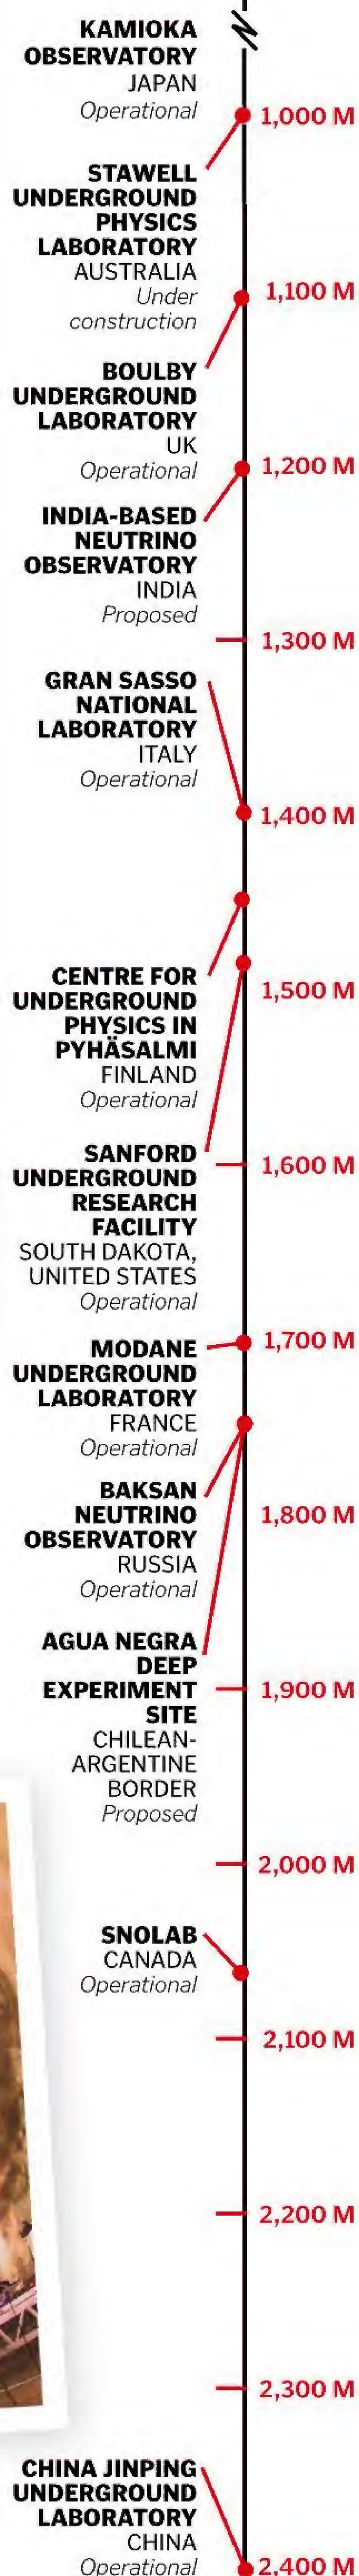 KAMIOKA
OBSERVATORY
JAPAN
Operational
1,000 M
STAWELL
UNDERGROUND
PHYSICS
LABORATORY
AUSTRALIA
Under
construction
1,100 M
BOULBY
UNDERGROUND
LABORATORY
UK
Operational
1,200 M
INDIA-BASED
NEUTRINO
OBSERVATORY
INDIA
Proposed
1,300 M
GRAN SASSO
NATIONAL
LABORATORY
ITALY
Operational
1,400 M
CENTRE FOR
UNDERGROUND
PHYSICS IN
PYHÄSALMI
FINLAND
Operational
1,500 M
SANFORD
UNDERGROUND
RESEARCH
FACILITY
SOUTH DAKOTA,
UNITED STATES
Operational
1,600 M
MODANE
UNDERGROUND
LABORATORY
FRANCE
Operational
1,700 M
BAKSAN
NEUTRINO
OBSERVATORY
RUSSIA
Operational
1,800 M
AGUA NEGRA
DEEP
EXPERIMENT
SITE
CHILEAN-
ARGENTINE
BORDER
Proposed
1,900 M
2,000 M
SNOLAB
CANADA
Operational
2,100 M
2,200 M
2,300 M
CHINA JINPING
UNDERGROUND
LABORATORY
CHINA
Operational
2,400 M